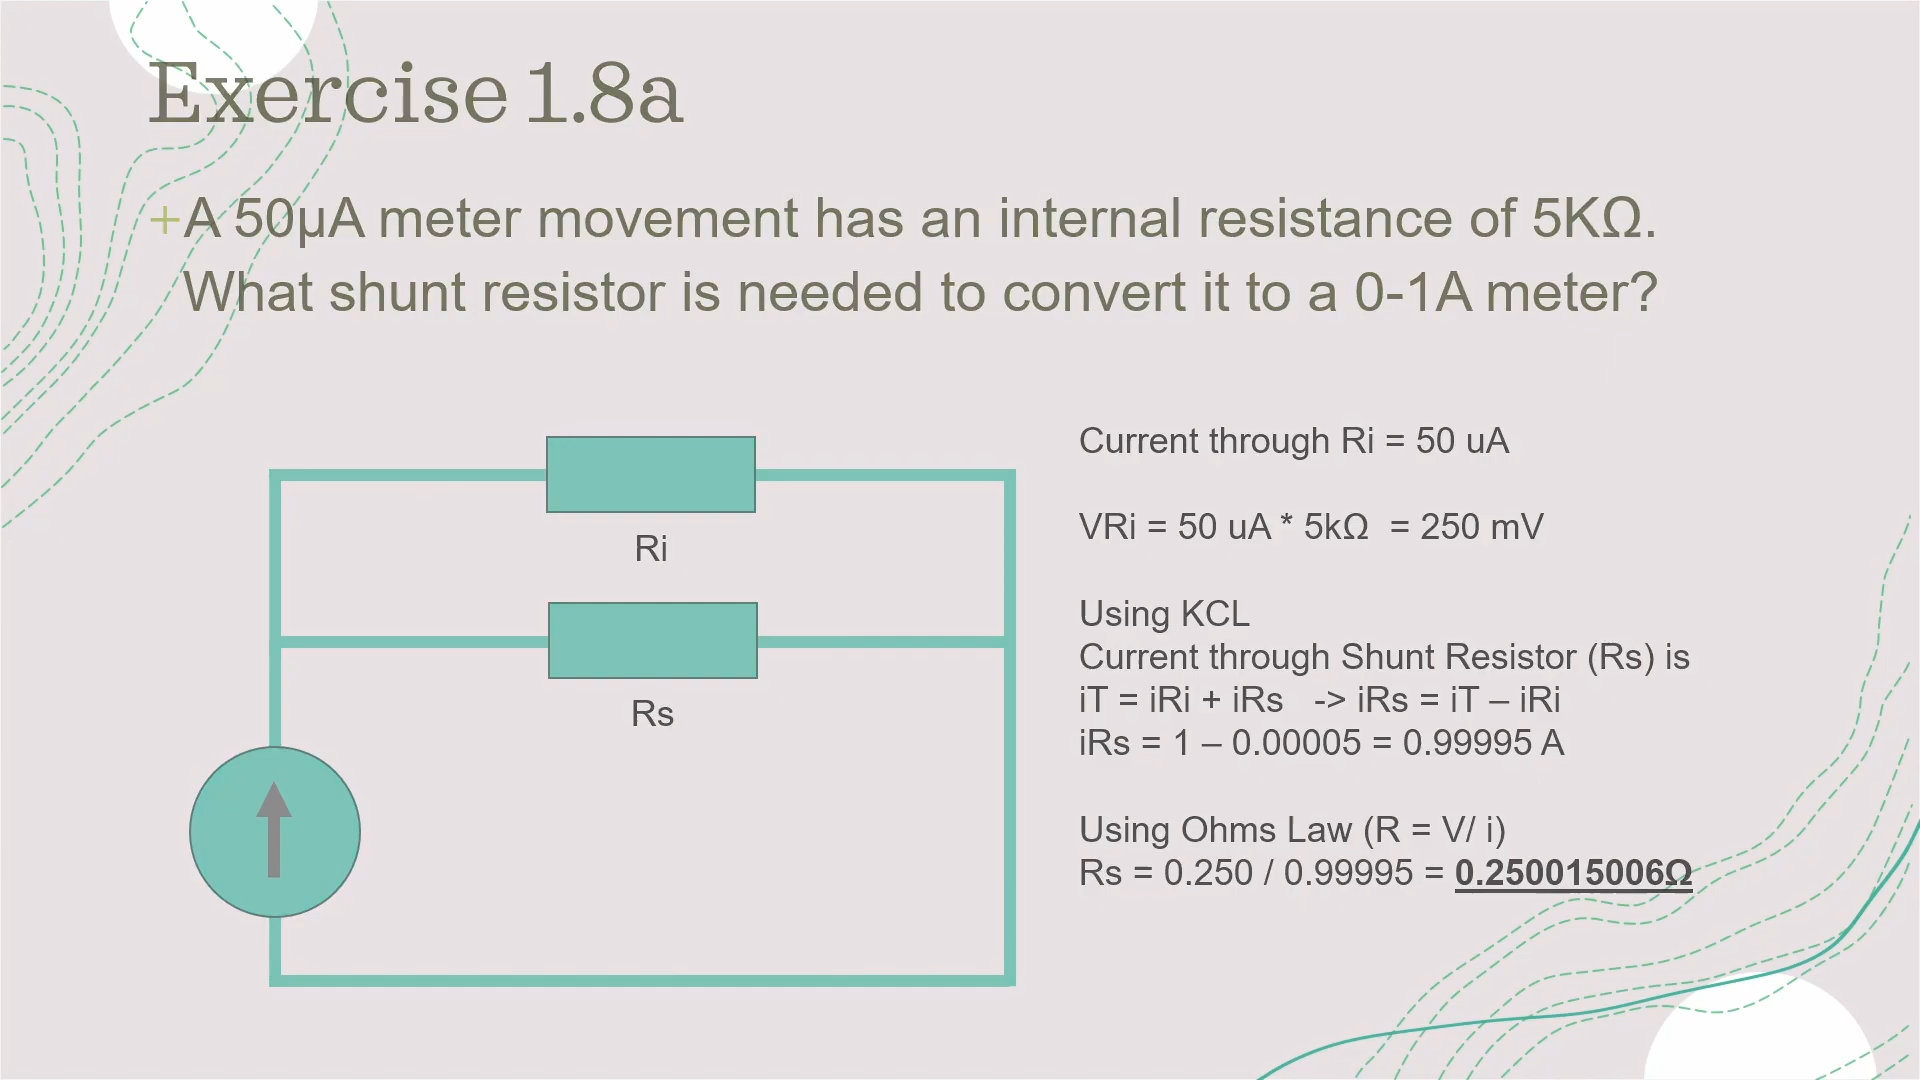 Exercise 1.8a
+A 50µA meter movement has an internal resistance of 5KΩ.
What shunt resistor is needed to convert it to a 0-1A meter?
Ri
Rs
Current through Ri = 50 uA
VRi = 50 uA * 5kΩ  = 250 mV
Using KCL
Current through Shunt Resistor (Rs) is
iT = iRi + iRs   -> iRs = iT – iRi
iRs = 1 – 0.00005 = 0.99995 A
Using Ohms Law (R = V/ i)
Rs = 0.250 / 0.99995 = 0.250015006Ω